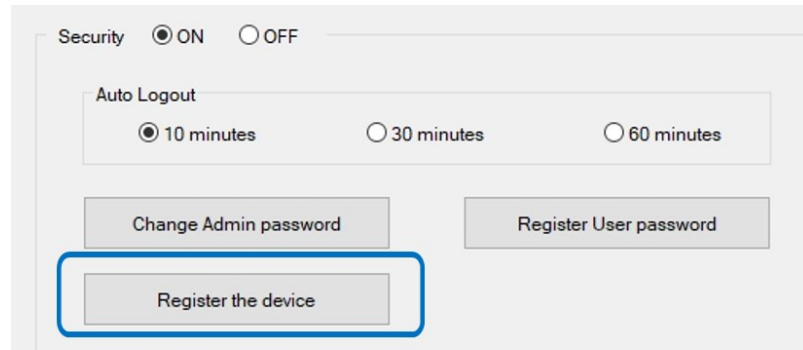 Security ON OFF
Auto Logout
10 minutes 30 minutes 60 minutes
Change Admin password Register User password
Register the device